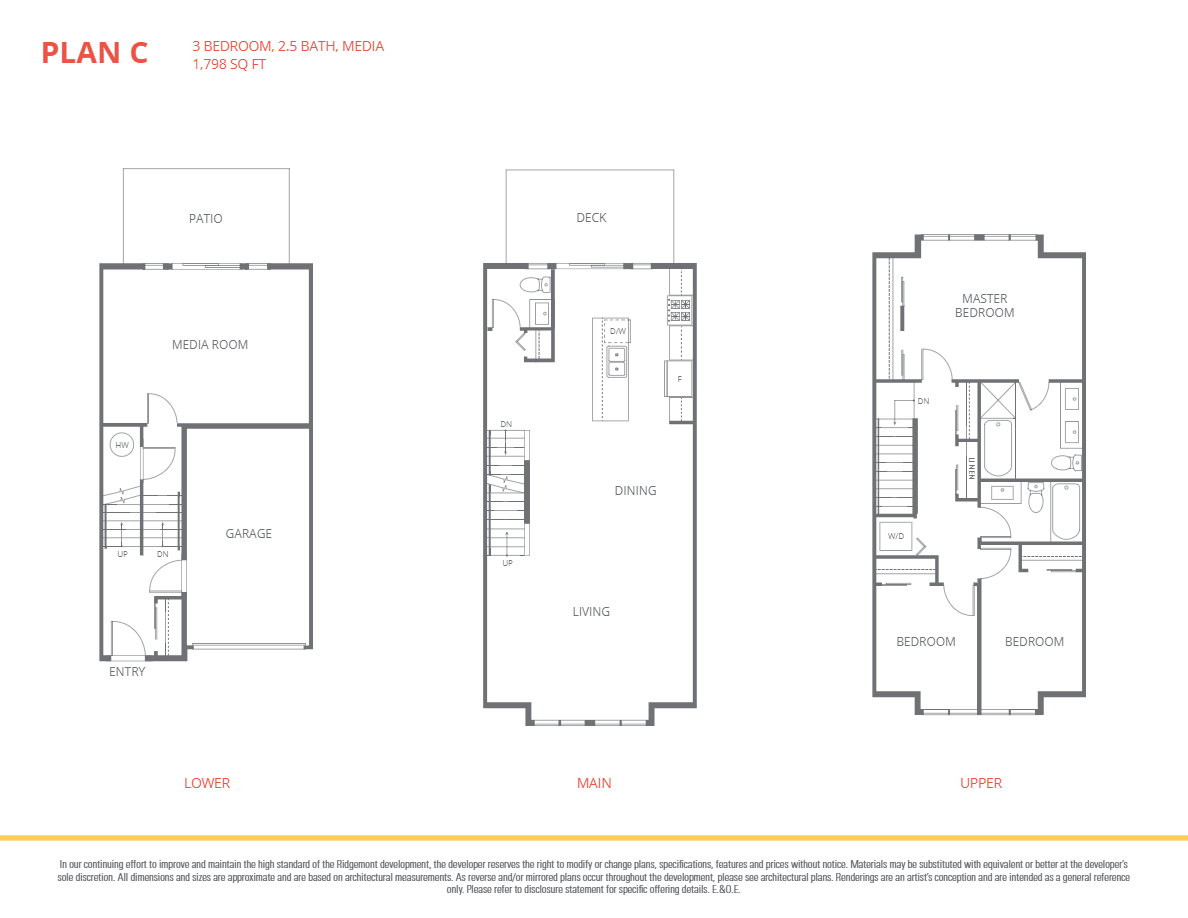 PLAN C
3 BEDROOM, 2.5 BATH, MEDIA
1,798 SQ FT
PATIO
MEDIA ROOM
HW
GARAGE
UP
DN
ENTRY
LOWER
DECK
D/W
F
DN
DINING
UP
LIVING
MAIN
MASTER
BEDROOM
DN
LINEN
W/D
BEDROOM
BEDROOM
UPPER
In our continuing effort to improve and maintain the high standard of the Ridgemont development, the developer reserves the right to modify or change plans, specifications, features and prices without notice. Materials may be substituted with equivalent or better at the developer's
sole discretion. All dimensions and sizes are approximate and are based on architectural measurements. As reverse and/or mirrored plans occur throughout the development, please see architectural plans. Renderings are an artist's conception and are intended as a general reference
only. Please refer to disclosure statement for specific offering details. E.&O.E.